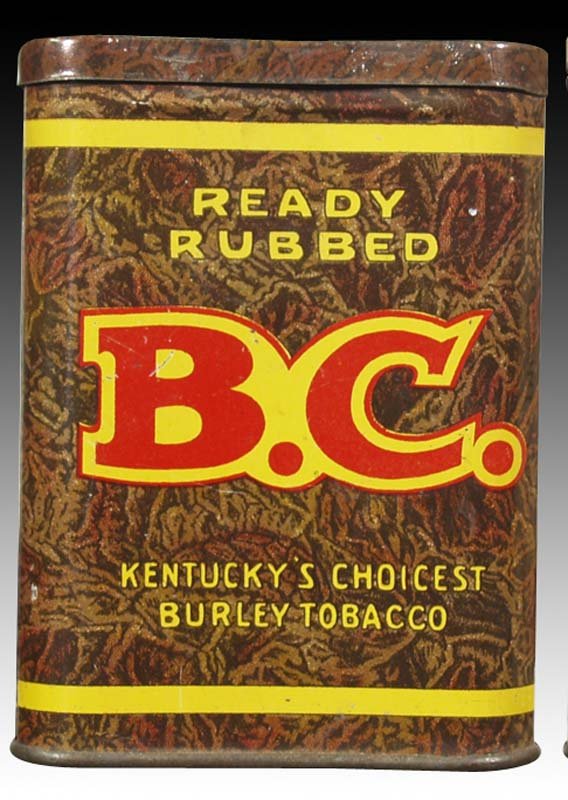 READY
RUBBED
B.C.
KENTUCKY'S CHOICEST
BURLEY TOBACCO